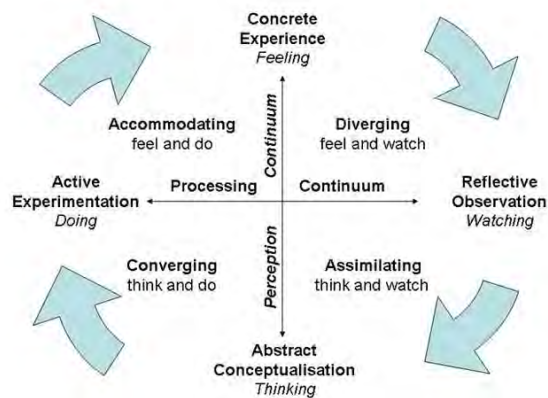 Concrete
Experience
Feeling
Accommodating
feel and do
Continuum
Diverging
feel and watch
Active
Experimentation
Doing
Processing
Continuum
Reflective
Observation
Watching
Converging
think and do
Perception
Assimilating
think and watch
Abstract
Conceptualisation
Thinking